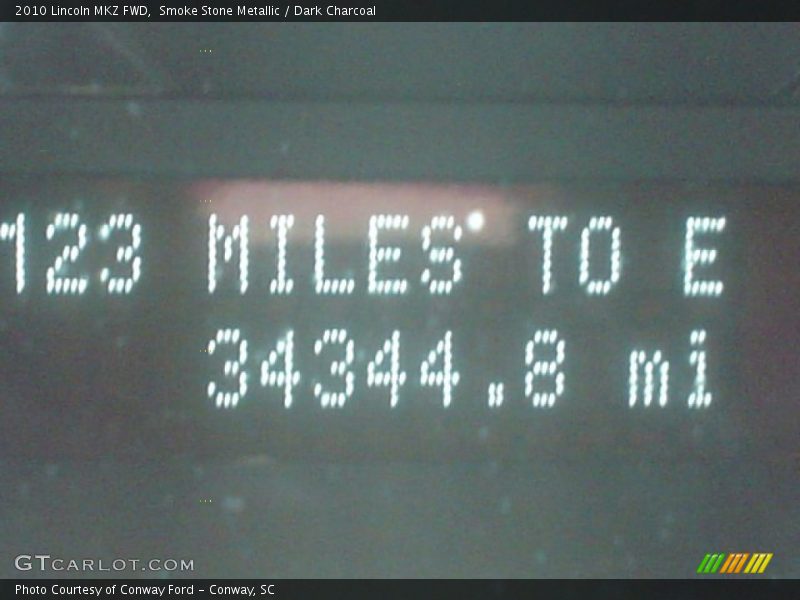 2010 Lincoln MKZ FWD, Smoke Stone Metallic / Dark Charcoal
123 MILES TO E
34344.8 mi
GTCARLOT.COM
Photo Courtesy of Conway Ford - Conway, SC